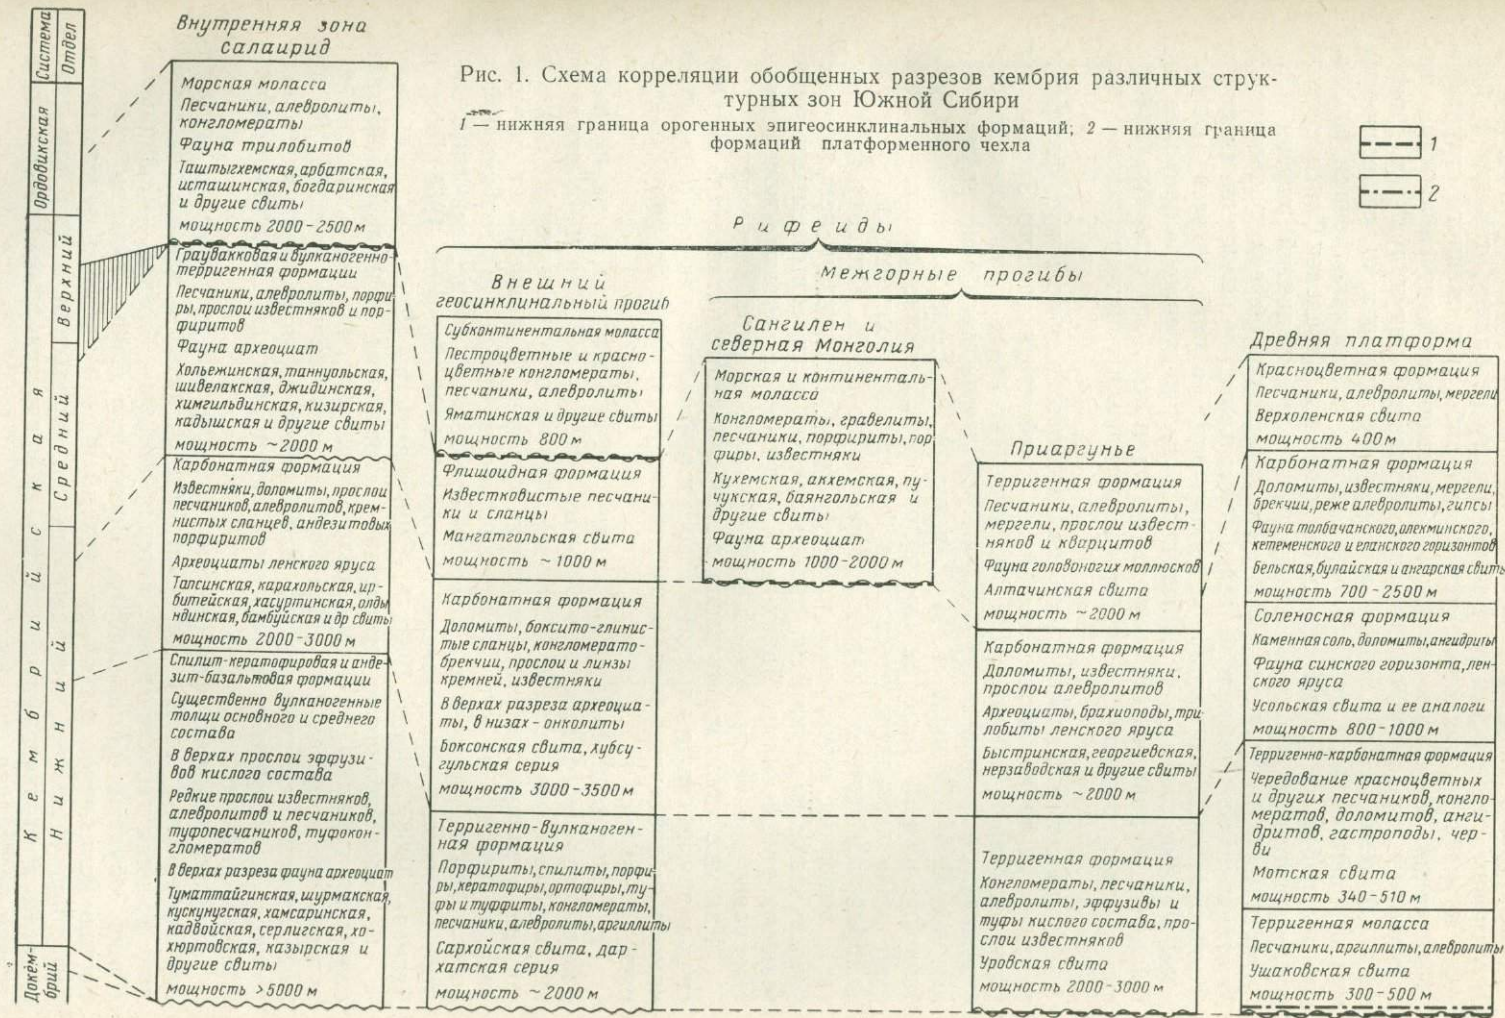 Система
Отдел
Ордовикская
Кембрийская
Верхний
Средний
Нижний
Докем-
брий
Внутренняя зона
салаирид
Морская моласса
Песчаники, алевролиты,
конгломераты
Фауна трилобитов
Таштыгхемская, арбатская,
исташинская, богдаринская
и другие свиты
мощность 2000-2500 м
Граувакковая и вулканогенно-
терригенная формации
Песчаники, алевролиты, порфи-
ры, прослои известняков и пор-
фиритов
Фауна археоциат
Хольежинская, таннуольская,
шивелакская, джидинская,
химгильдинская, кизирская,
кадышская и другие свиты
мощность ~2000 м
Карбонатная формация
Известняки, доломиты, прослои
песчаников, алевролитов, крем-
нистых сланцев, андезитовых
порфиритов
Археоциаты ленского яруса
Тапсинская, карахольская, ир-
битейская, хасуртинская, олды
ндинская, бамбуйская и др свиты
мощность 2000-3000 м
Спилит-кератофировая и анде-
зит-базальтовая формации
Существенно вулканогенные
толщи основного и среднего
состава
В верхах прослои эффузи-
вов кислого состава
Редкие прослои известняков,
алевролитов и песчаников,
туфопесчаников, туфокон-
гломератов
В верхах разреза фауна археоциат
Туматтайгинская, шурмакская,
кускунугская, хамсаринская,
кадвойская, серлигская, хо-
хюртовская, казырская и
другие свиты
мощность >5000 м
Рис. 1. Схема корреляции обобщенных разрезов кембрия различных струк-
турных зон Южной Сибири
1 — нижняя граница орогенных эпигеосинклинальных формаций; 2 — нижняя граница
формаций платформенного чехла
1
2
Рифеиды
Внешний
геосинклинальный прогиб
Субконтинентальная моласса
Пестроцветные и красно-
цветные конгломераты,
песчаники, алевролиты
Яматинская и другие свиты
мощность 800 м
Флишоидная формация
Известковистые песчани-
ки и сланцы
Мангатгольская свита
мощность ~ 1000 м
Карбонатная формация
Доломиты, боксито-глинис-
тые сланцы, конгломерато-
брекчии, прослои и линзы
кремней, известняки
В верхах разреза археоциа-
ты, в низах - онколиты
Боксонская свита, хубсу-
гульская серия
мощность 3000-3500 м
Терригенно-вулканоген-
ная формация
Порфириты, спилиты, порфи-
ры, кератофиры, ортофиры, ту-
фы и туффиты, конгломераты,
песчаники, алевролиты, аргиллиты
Сархойская свита, дар-
хатская серия
мощность ~ 2000 м
Межгорные прогибы
Сангилен и
северная Монголия
Морская и континенталь-
ная моласса
Конгломераты, гравелиты,
песчаники, порфириты, пор
фиры, известняки
Кухемская, акхемская, пу-
чукская, баянгольская и
другие свиты
Фауна археоциат
мощность 1000-2000 м
Приаргунье
Терригенная формация
Песчаники, алевролиты,
мергели, прослои извест-
няков и кварцитов
Фауна головоногих моллюсков
Алтачинская свита
мощность ~2000 м
Карбонатная формация
Доломиты, известняки,
прослои алевролитов
Археоциаты, брахиоподы, три-
лобиты ленского яруса
Быстринская, георгиевская,
нерзаводская и другие свиты
мощность ~ 2000 м
Терригенная формация
Конгломераты, песчаники,
алевролиты, эффузивы и
туфы кислого состава, про-
слои известняков
Уровская свита
мощность 2000-3000 м
Древняя платформа
Красноцветная формация
Песчаники, алевролиты, мергели
Верхоленская свита
мощность 400 м
Карбонатная формация
Доломиты, известняки, мергели,
брекчии, реже алевролиты, гипсы
Фауна толбачанского, олекминского,
кетеменского и еланского горизонтов
Бельская, булайская и ангарская свиты
мощность 700-2500 м
Соленосная формация
Каменная соль, доломиты, ангидриты
Фауна синского горизонта, лен-
ского яруса
Усольская свита и ее аналоги
мощность 800-1000 м
Терригенно-карбонатная формация
Чередование красноцветных
и других песчаников, конгло-
мератов, доломитов, анги-
дритов, гастроподы, чер-
ви
Мотская свита
мощность 340-510 м
Терригенная моласса
Песчаники, аргиллиты, алевролиты
Ушаковская свита
мощность 300-500 м